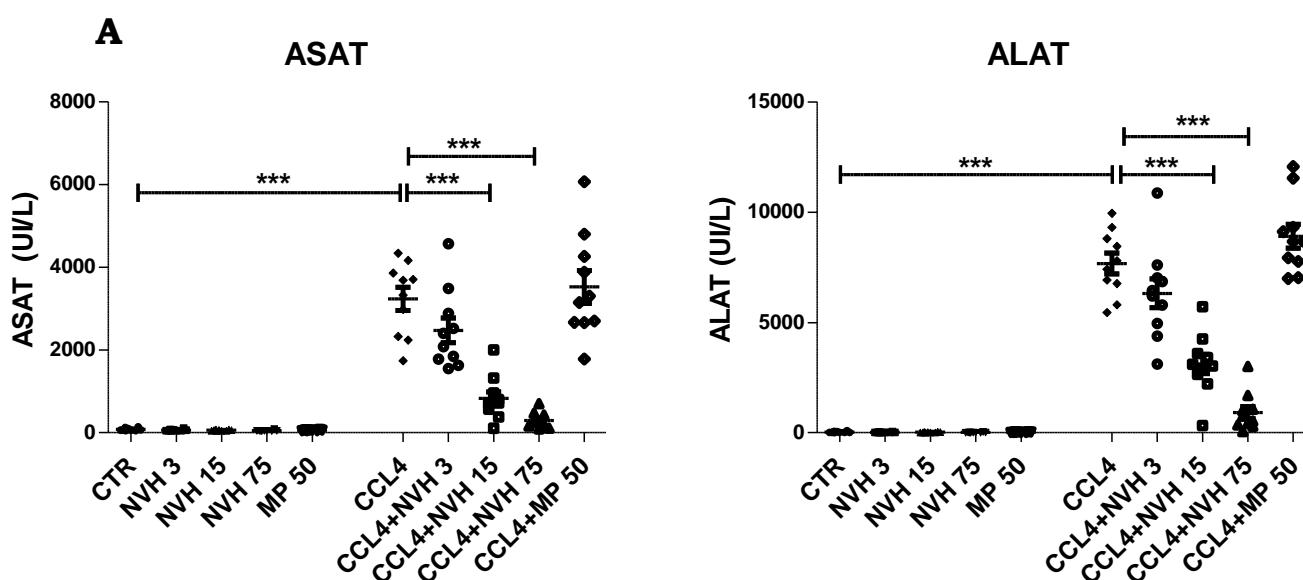 A
ASAT
ASAT (UI/L)
8000
6000
4000
2000
0
***
***
***
CTR
NVH 3
NVH 15
NVH 75
MP 50
CCL4
CCL4+NVH 3
CCL4+NVH 15
CCL4+NVH 75
CCL4+MP 50
ALAT
ALAT (UI/L)
15000
10000
5000
0
***
***
***
CTR
NVH 3
NVH 15
NVH 75
MP 50
CCL4
CCL4+NVH 3
CCL4+NVH 15
CCL4+NVH 75
CCL4+MP 50